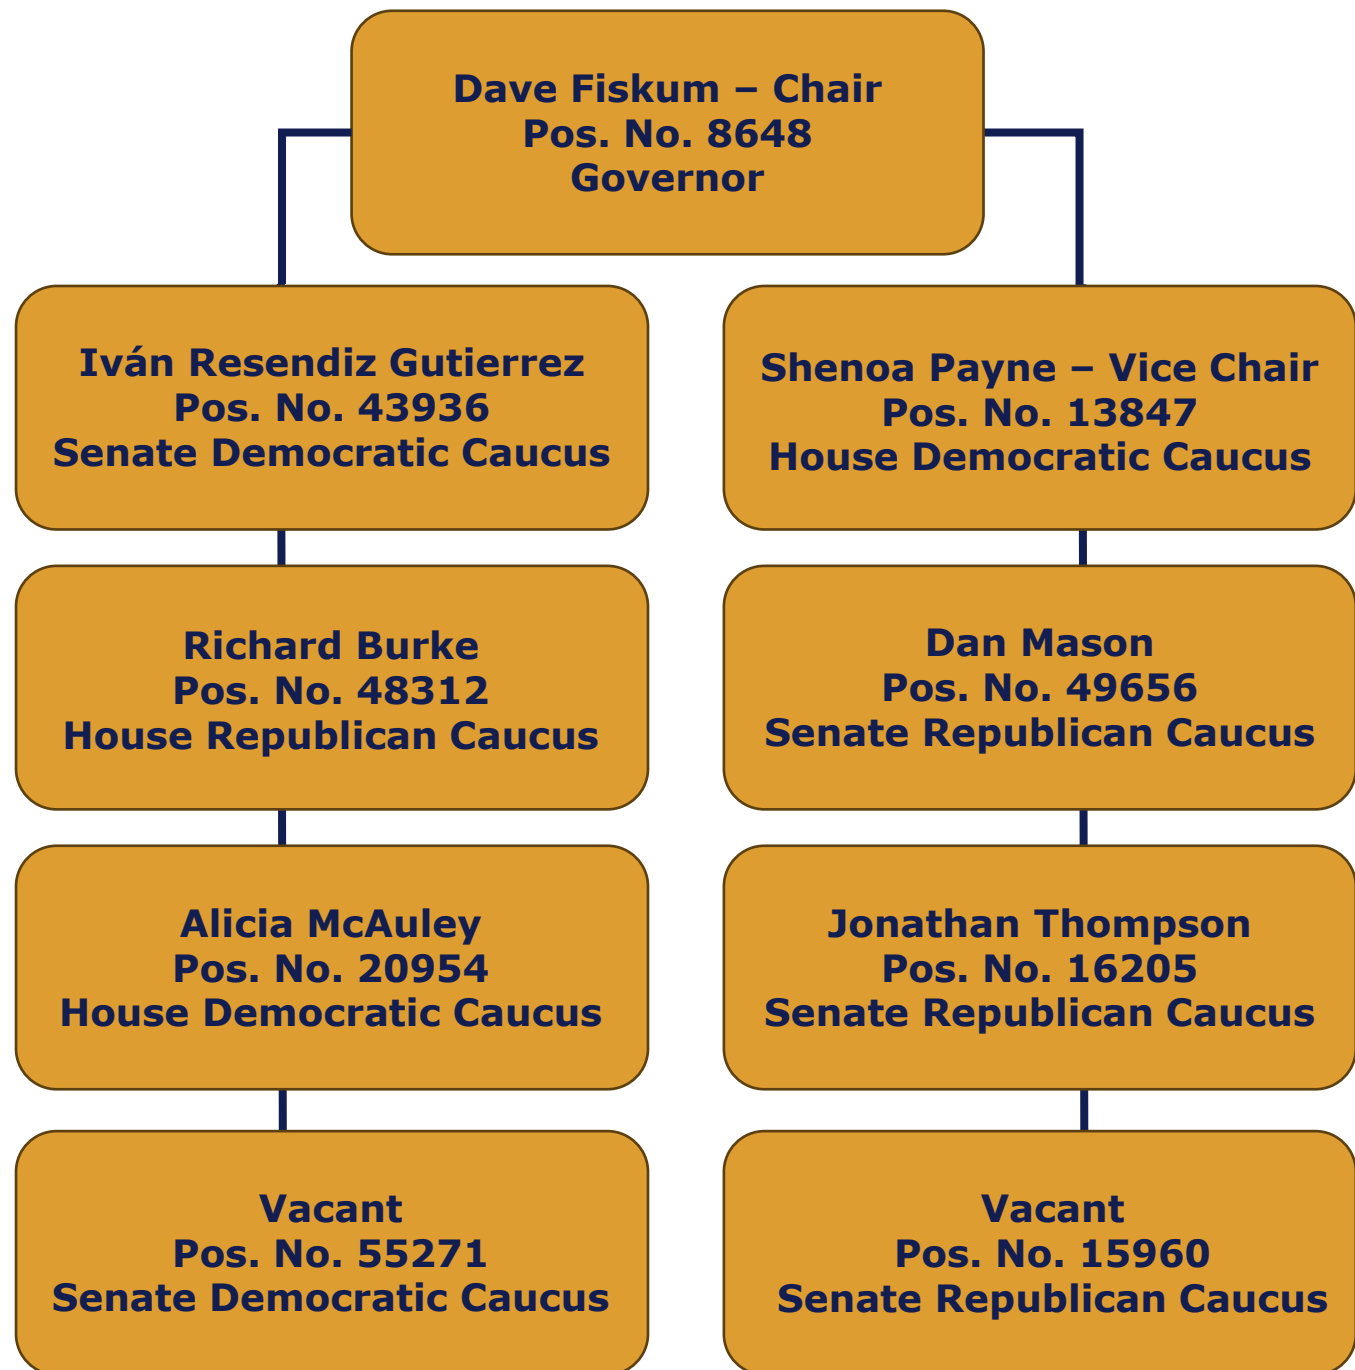 Dave Fiskum – Chair
Pos. No. 8648
Governor
Iván Resendiz Gutierrez
Pos. No. 43936
Senate Democratic Caucus
Shenoa Payne – Vice Chair
Pos. No. 13847
House Democratic Caucus
Richard Burke
Pos. No. 48312
House Republican Caucus
Dan Mason
Pos. No. 49656
Senate Republican Caucus
Alicia McAuley
Pos. No. 20954
House Democratic Caucus
Jonathan Thompson
Pos. No. 16205
Senate Republican Caucus
Vacant
Pos. No. 55271
Senate Democratic Caucus
Vacant
Pos. No. 15960
Senate Republican Caucus